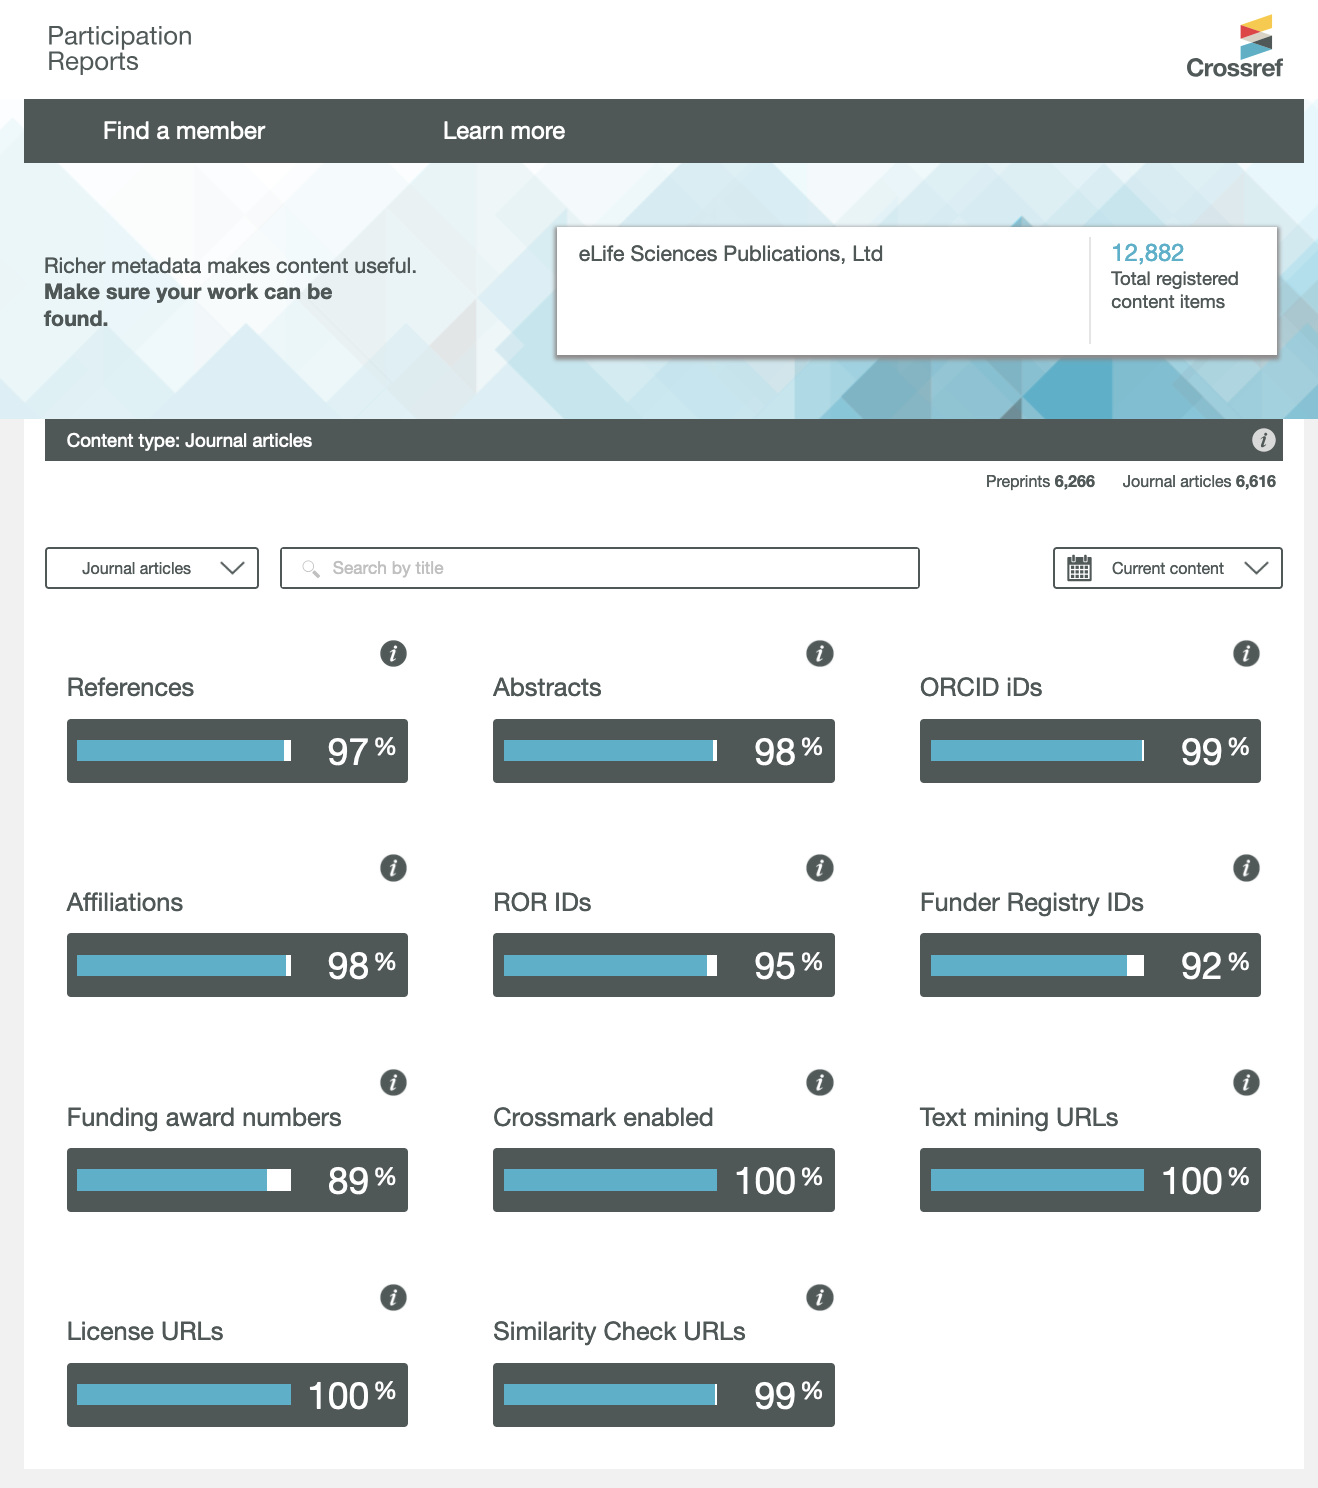 Participation
Reports
Crossref
Find a member
Learn more
Richer metadata makes content useful.
Make sure your work can be
found.
eLife Sciences Publications, Ltd
12,882
Total registered
content items
Content type: Journal articles
i
Preprints 6,266
Journal articles 6,616
Journal articles
Search by title
Current content
i
References
97 %
i
Abstracts
98 %
i
ORCID iDs
99 %
i
Affiliations
98 %
i
ROR IDs
95 %
i
Funder Registry IDs
92 %
i
Funding award numbers
89 %
i
Crossmark enabled
100 %
i
Text mining URLs
100 %
i
License URLs
100 %
i
Similarity Check URLs
99 %